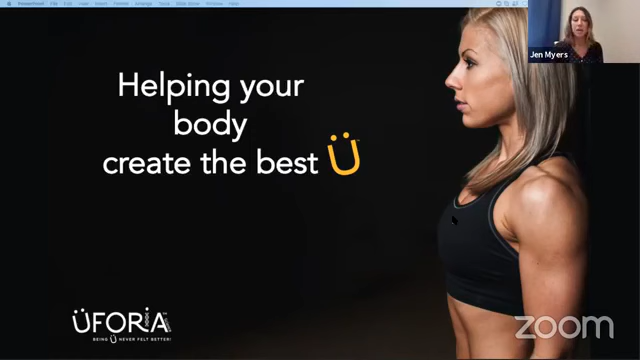 Jen Myers
Helping your
body
create the best Ü
ÜFORIA
BEING Ü NEVER FELT BETTER!
zoom